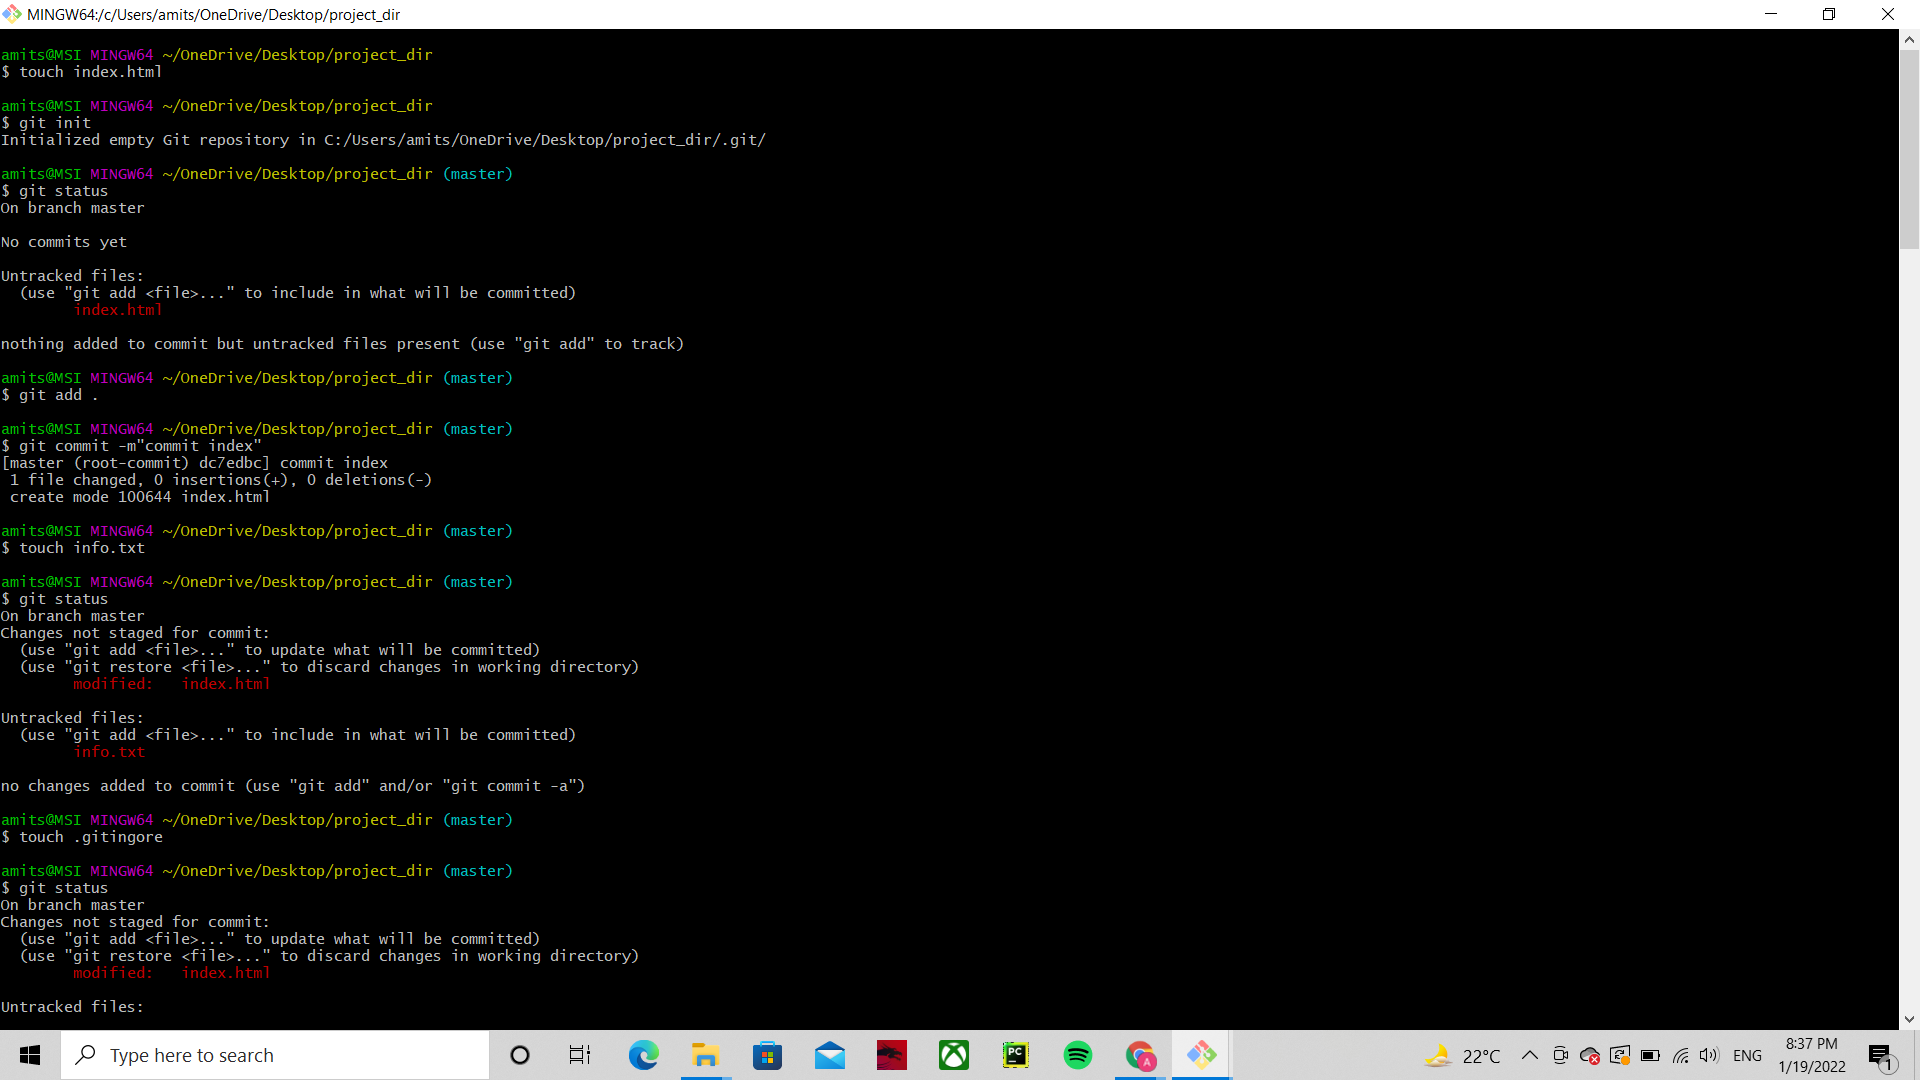 MINGW64:/c/Users/amits/OneDrive/Desktop/project_dir
amits@MSI MINGW64 ~/OneDrive/Desktop/project_dir
$ touch index.html
amits@MSI MINGW64 ~/OneDrive/Desktop/project_dir
$ git init
Initialized empty Git repository in C:/Users/amits/OneDrive/Desktop/project_dir/.git/
amits@MSI MINGW64 ~/OneDrive/Desktop/project_dir (master)
$ git status
On branch master
No commits yet
Untracked files:
  (use "git add <file>..." to include in what will be committed)
        index.html
nothing added to commit but untracked files present (use "git add" to track)
amits@MSI MINGW64 ~/OneDrive/Desktop/project_dir (master)
$ git add .
amits@MSI MINGW64 ~/OneDrive/Desktop/project_dir (master)
$ git commit -m"commit index"
[master (root-commit) dc7edbc] commit index
 1 file changed, 0 insertions(+), 0 deletions(-)
 create mode 100644 index.html
amits@MSI MINGW64 ~/OneDrive/Desktop/project_dir (master)
$ touch info.txt
amits@MSI MINGW64 ~/OneDrive/Desktop/project_dir (master)
$ git status
On branch master
Changes not staged for commit:
  (use "git add <file>..." to update what will be committed)
  (use "git restore <file>..." to discard changes in working directory)
        modified:   index.html
Untracked files:
  (use "git add <file>..." to include in what will be committed)
        info.txt
no changes added to commit (use "git add" and/or "git commit -a")
amits@MSI MINGW64 ~/OneDrive/Desktop/project_dir (master)
$ touch .gitingore
amits@MSI MINGW64 ~/OneDrive/Desktop/project_dir (master)
$ git status
On branch master
Changes not staged for commit:
  (use "git add <file>..." to update what will be committed)
  (use "git restore <file>..." to discard changes in working directory)
        modified:   index.html
Untracked files:
Type here to search
PC
A
22°C
ENG
8:37 PM
1/19/2022
1